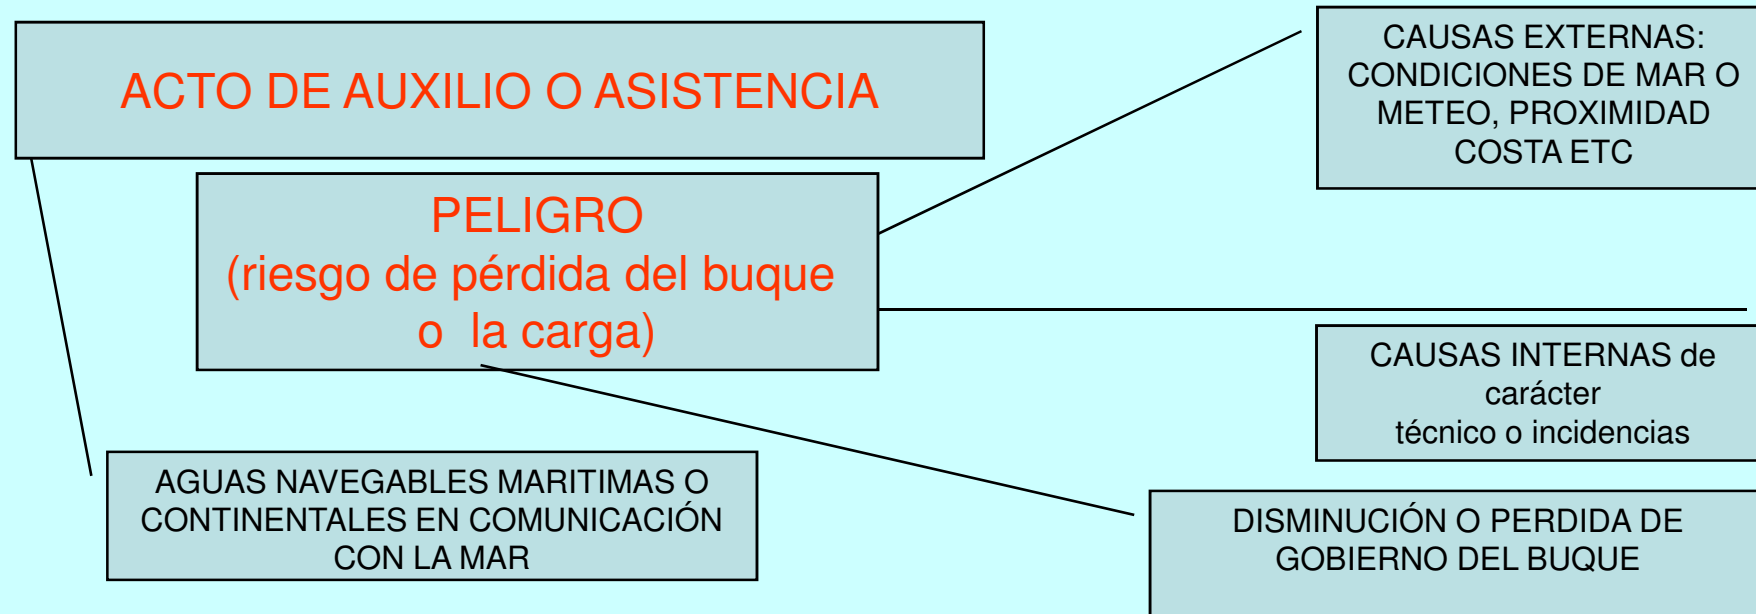 ACTO DE AUXILIO O ASISTENCIA
PELIGRO
(riesgo de pérdida del buque
o la carga)
CAUSAS EXTERNAS:
CONDICIONES DE MAR O
METEO, PROXIMIDAD
COSTA ETC
CAUSAS INTERNAS de
carácter
técnico o incidencias
AGUAS NAVEGABLES MARITIMAS O
CONTINENTALES EN COMUNICACIÓN
CON LA MAR
DISMINUCIÓN O PERDIDA DE
GOBIERNO DEL BUQUE